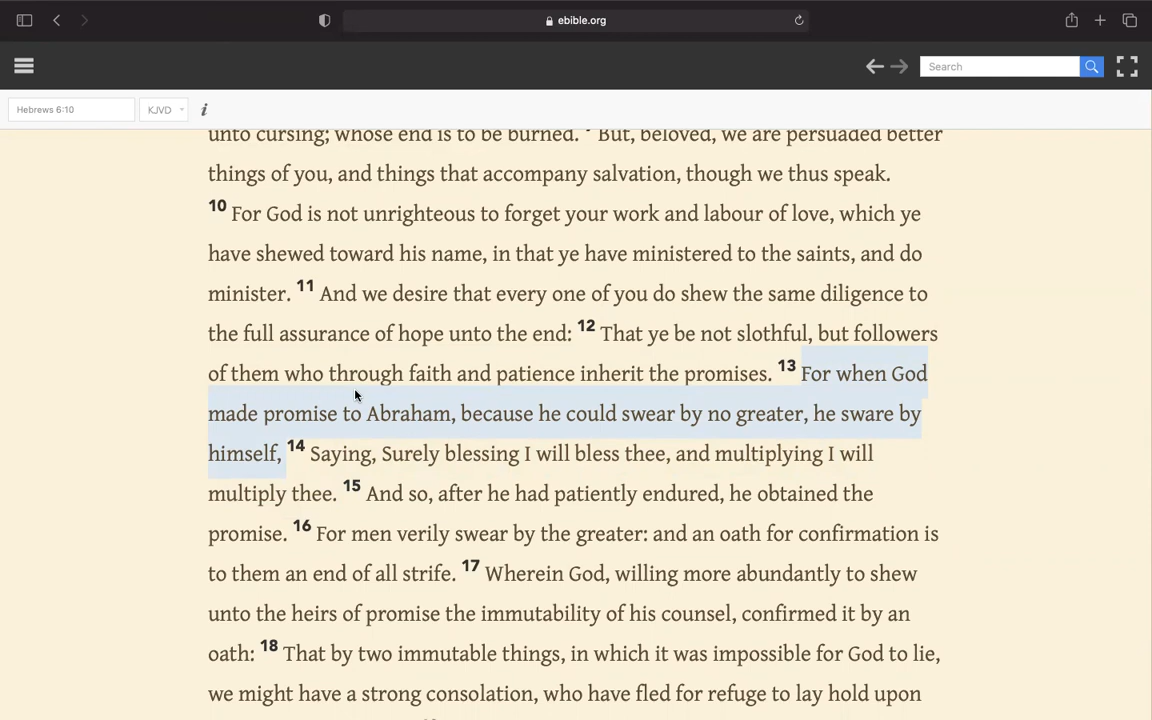 ebible.org
Search
Hebrews 6:10
KJVD
i
unto cursing; whose end is to be burned. But, beloved, we are persuaded better
things of you, and things that accompany salvation, though we thus speak.
10 For God is not unrighteous to forget your work and labour of love, which ye
have shewed toward his name, in that ye have ministered to the saints, and do
minister. 11 And we desire that every one of you do shew the same diligence to
the full assurance of hope unto the end: 12 That ye be not slothful, but followers
of them who through faith and patience inherit the promises. 13 For when God
made promise to Abraham, because he could swear by no greater, he sware by
himself, 14 Saying, Surely blessing I will bless thee, and multiplying I will
multiply thee. 15 And so, after he had patiently endured, he obtained the
promise. 16 For men verily swear by the greater: and an oath for confirmation is
to them an end of all strife. 17 Wherein God, willing more abundantly to shew
unto the heirs of promise the immutability of his counsel, confirmed it by an
oath: 18 That by two immutable things, in which it was impossible for God to lie,
we might have a strong consolation, who have fled for refuge to lay hold upon